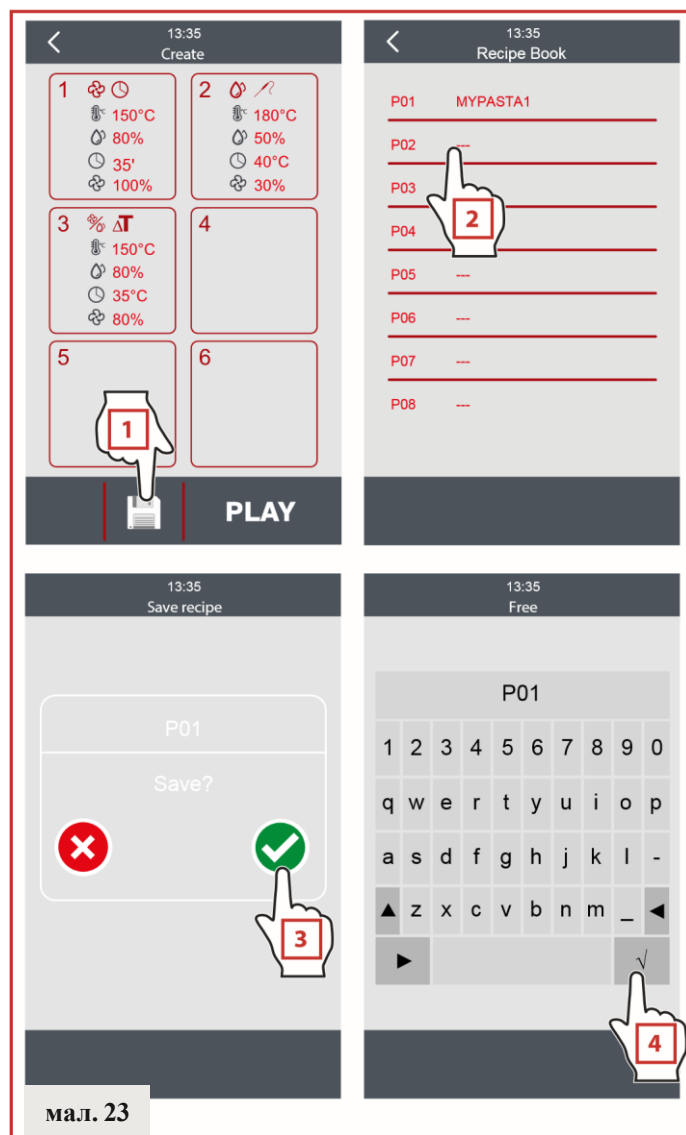 13:35
Create
1
150°C
80%
35'
100%
2
180°C
50%
40°C
30%
3 % ΔT
150°C
80%
35°C
80%
4
5
6
1
PLAY
13:35
Recipe Book
P01 MYPASTA1
P02 ---
P03
P04
P05 ---
P06 ---
P07 ---
P08 ---
2
13:35
Save recipe
P01
Save?
3
13:35
Free
P01
1 2 3 4 5 6 7 8 9 0
q w e r t y u i o p
a s d f g h j k l -
▲ z x c v b n m _ ◄
► √
4
мал. 23